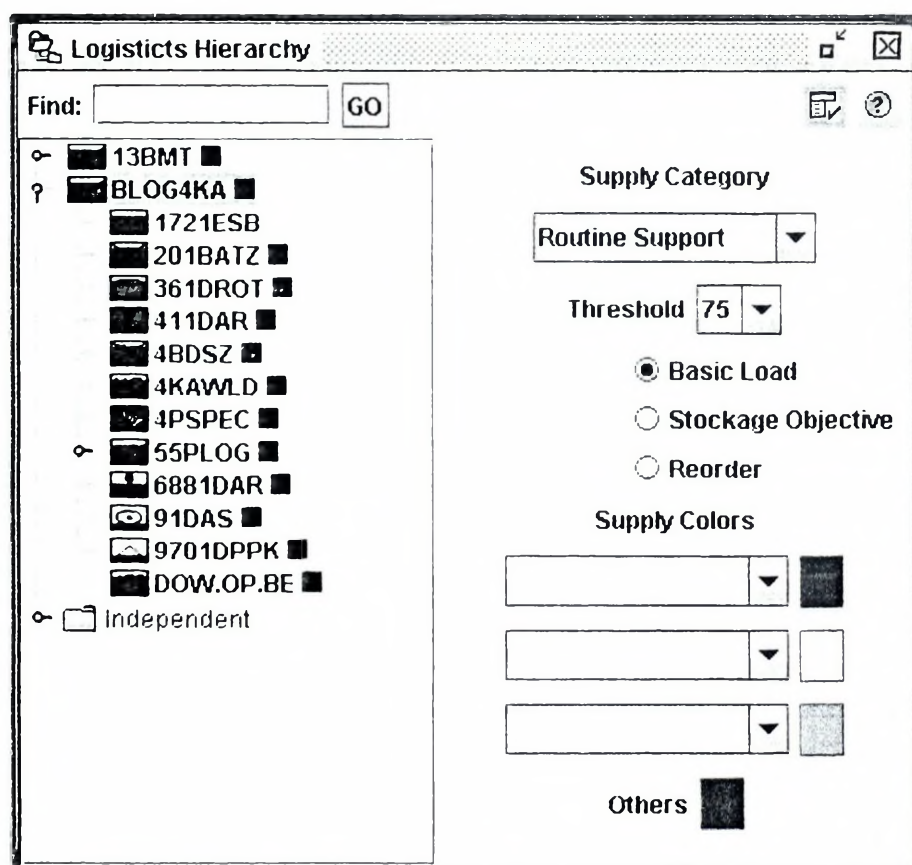 Logisticts Hierarchy
Find:
GO
13BMT
BLOG4KA
1721ESB
201BATZ
361DROT
411DAR
4BDSZ
4KAWLD
4PSPEC
55PLOG
6881DAR
91DAS
9701DPPK
DOW.OP.BE
Independent
Supply Category
Routine Support
Threshold 75
Basic Load
Stockage Objective
Reorder
Supply Colors
Others